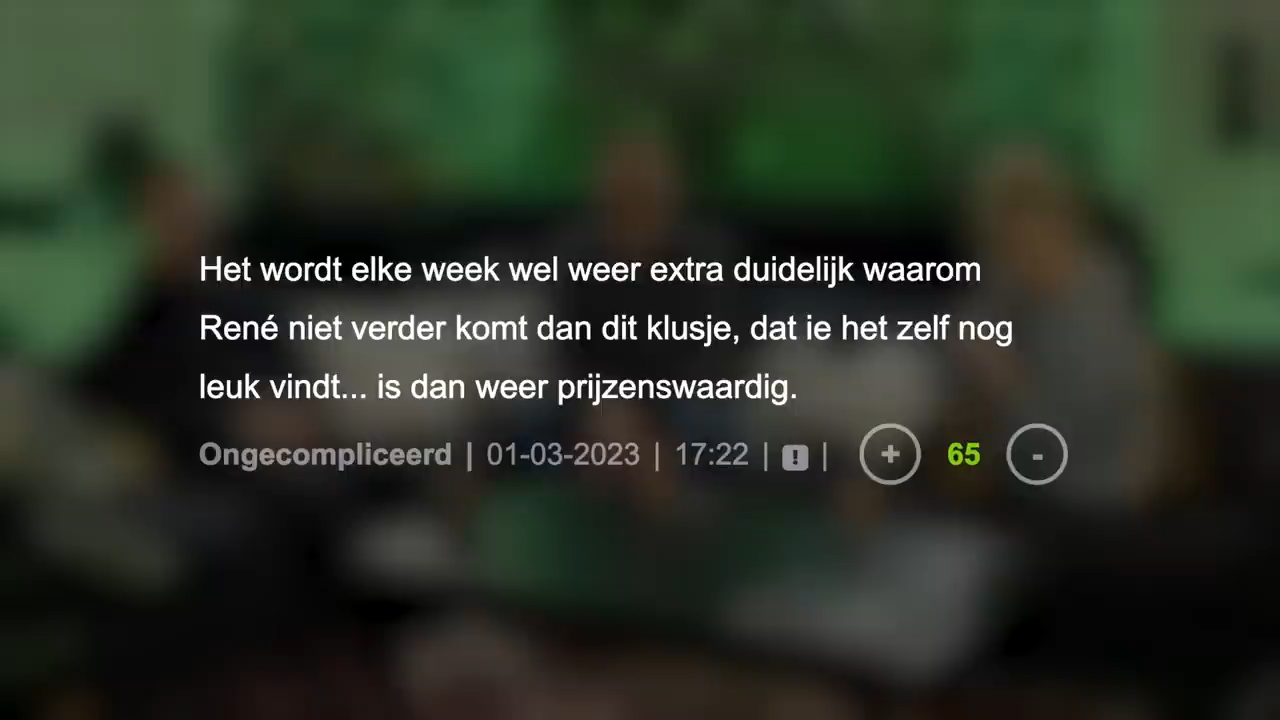 Het wordt elke week wel weer extra duidelijk waarom
René niet verder komt dan dit klusje, dat ie het zelf nog
leuk vindt... is dan weer prijzenswaardig.
Ongecompliceerd | 01-03-2023 | 17:22 | ! | + 65 -